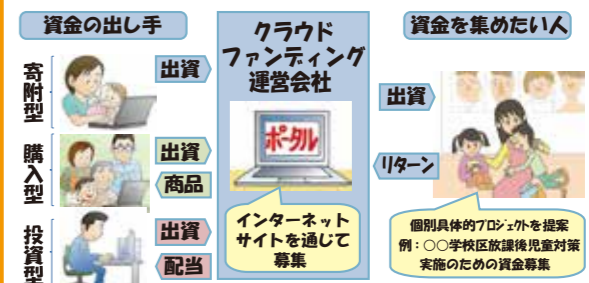 資金の出し手
寄附型
出資
購入型
出資
商品
投資型
出資
配当
クラウド
ファンディング
運営会社
ポータル
インターネット
サイトを通じて
募集
資金を集めたい人
出資
リターン
個別具体的プロジェクトを提案
例：○○学校区放課後児童対策
実施のための資金募集